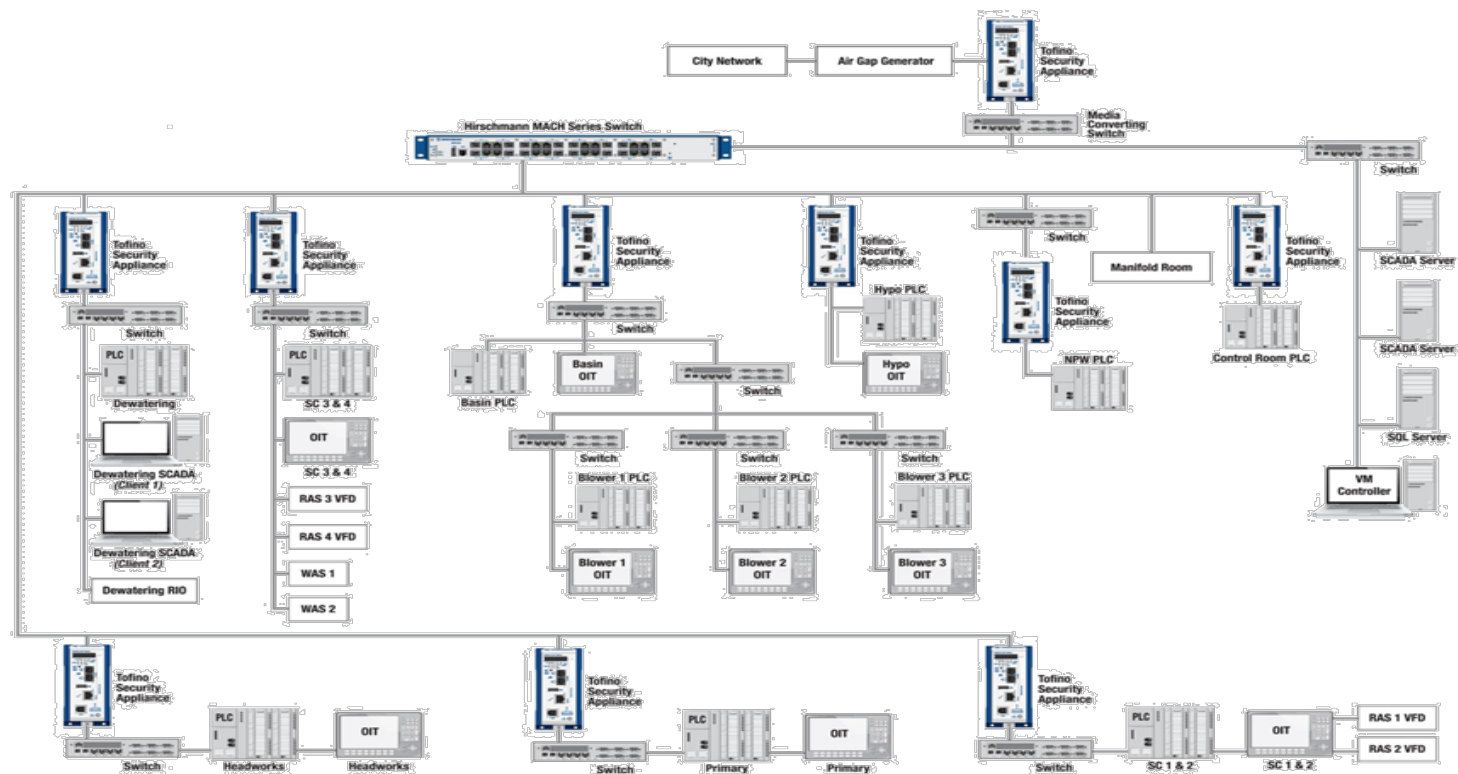 City Network
Air Gap Generator
Tofino
Security
Appliance
Media
Converting
Switch
Hirschmann MACH Series Switch
Switch
Tofino
Security
Appliance
Tofino
Security
Appliance
Tofino
Security
Appliance
Tofino
Security
Appliance
Switch
Manifold Room
Tofino
Security
Appliance
SCADA Server
Switch
Switch
Switch
Hypo PLC
Hypo
OIT
Tofino
Security
Appliance
NPW PLC
Control Room PLC
SCADA Server
PLC
Dewatering
PLC
SC 3 & 4
Basin PLC
Basin
OIT
Switch
SQL Server
Dewatering SCADA
(Client 1)
OIT
SC 3 & 4
Switch
Switch
Switch
VM
Controller
Dewatering SCADA
(Client 2)
RAS 3 VFD
RAS 4 VFD
WAS 1
WAS 2
Blower 1 PLC
Blower 2 PLC
Blower 3 PLC
Blower 1
OIT
Blower 2
OIT
Blower 3
OIT
Dewatering RIO
Tofino
Security
Appliance
Switch
PLC
Headworks
OIT
Headworks
Tofino
Security
Appliance
Switch
PLC
Primary
OIT
Primary
Tofino
Security
Appliance
Switch
PLC
SC 1 & 2
OIT
SC 1 & 2
RAS 1 VFD
RAS 2 VFD